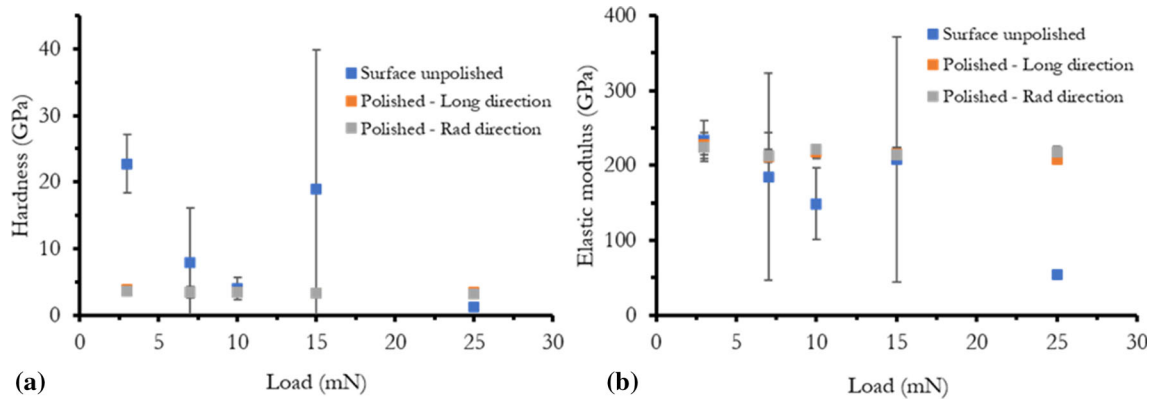 40
30
20
10
0
Hardness (GPa)
Surface unpolished
Polished - Long direction
Polished - Rad direction
0 5 10 15 20 25 30
(a) Load (mN)
400
300
200
100
0
Elastic modulus (GPa)
Surface unpolished
Polished - Long direction
Polished - Rad direction
0 5 10 15 20 25 30
(b) Load (mN)